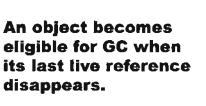 An object becomes
eligible for GC when
its last live reference
disappears.